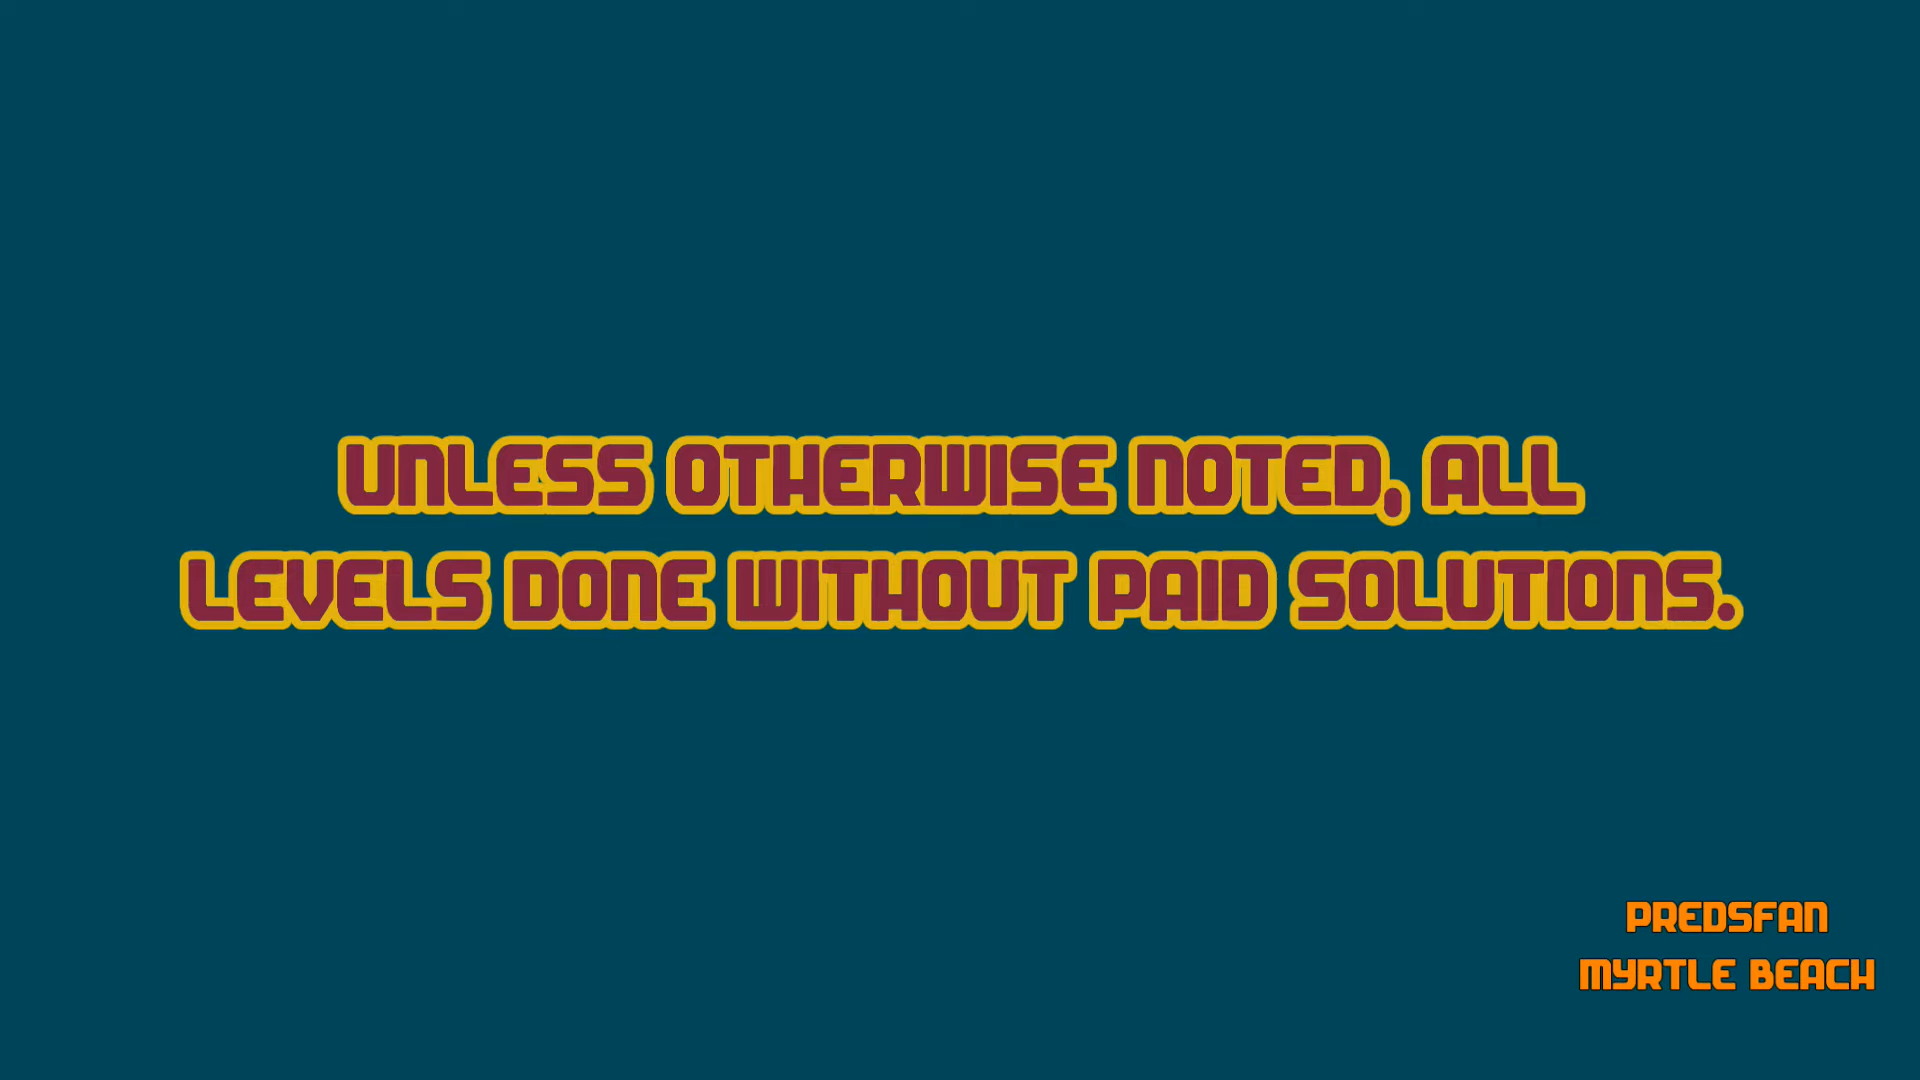 UNLESS OTHERWISE NOTED, ALL
LEVELS DONE WITHOUT PAID SOLUTIONS.
PREDSFAN
MYRTLE BEACH